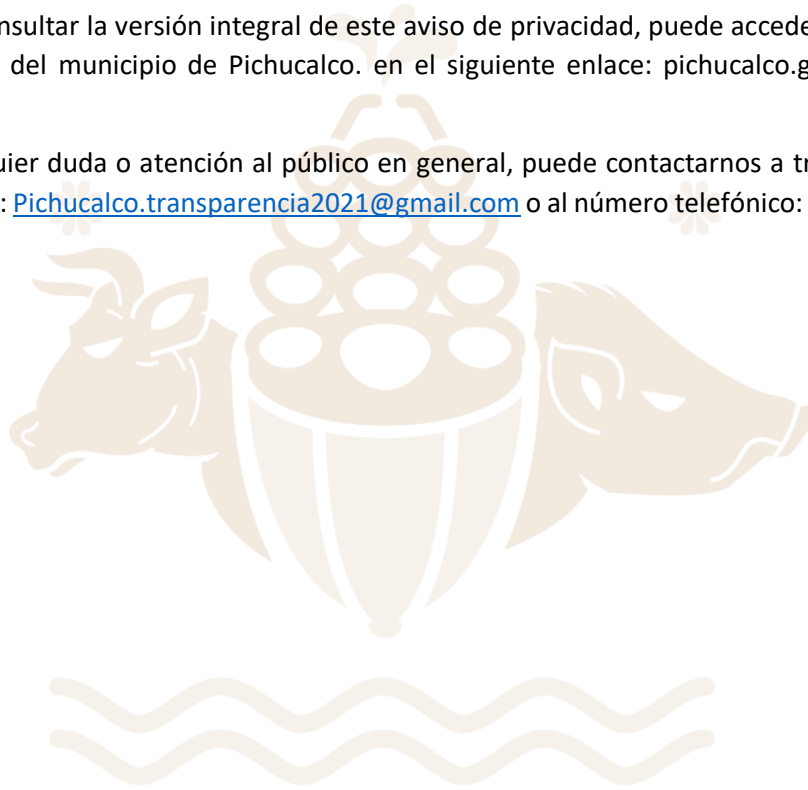 nsultar la versión integral de este aviso de privacidad, puede accede
del municipio de Pichucalco. en el siguiente enlace: pichucalco.g
uier duda o atención al público en general, puede contactarnos a tr
: Pichucalco.transparencia2021@gmail.com o al número telefónico: